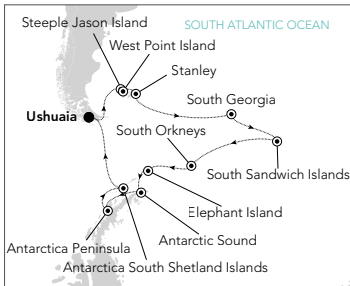 Steeple Jason Island
SOUTH ATLANTIC OCEAN
West Point Island
Stanley
South Georgia
Ushuaia
South Orkneys
South Sandwich Islands
Elephant Island
Antarctic Sound
Antarctica Peninsula
Antarctica South Shetland Islands